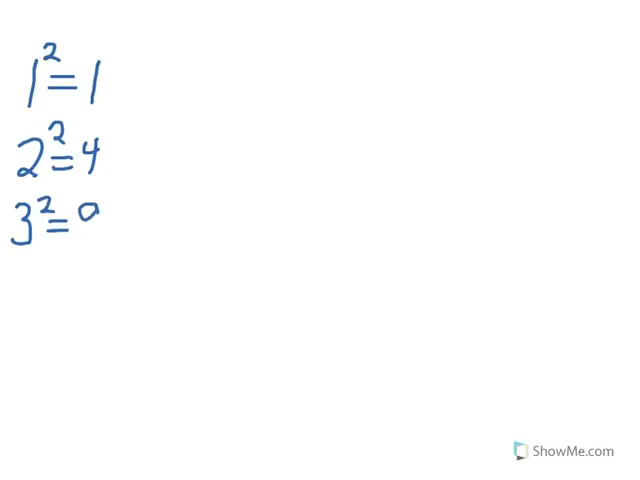 1² = 1
2² = 4
3² =
ShowMe.com